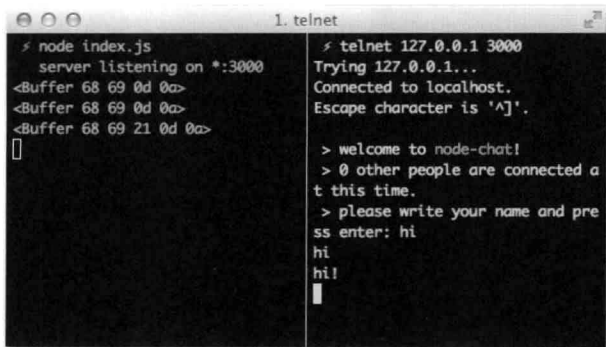 1. telnet
⚡ node index.js
server listening on *:3000
<Buffer 68 69 0d 0a>
<Buffer 68 69 0d 0a>
<Buffer 68 69 21 0d 0a>
⚡ telnet 127.0.0.1 3000
Trying 127.0.0.1...
Connected to localhost.
Escape character is '^]'.
> welcome to node-chat!
> 0 other people are connected a
t this time.
> please write your name and pre
ss enter: hi
hi
hi!